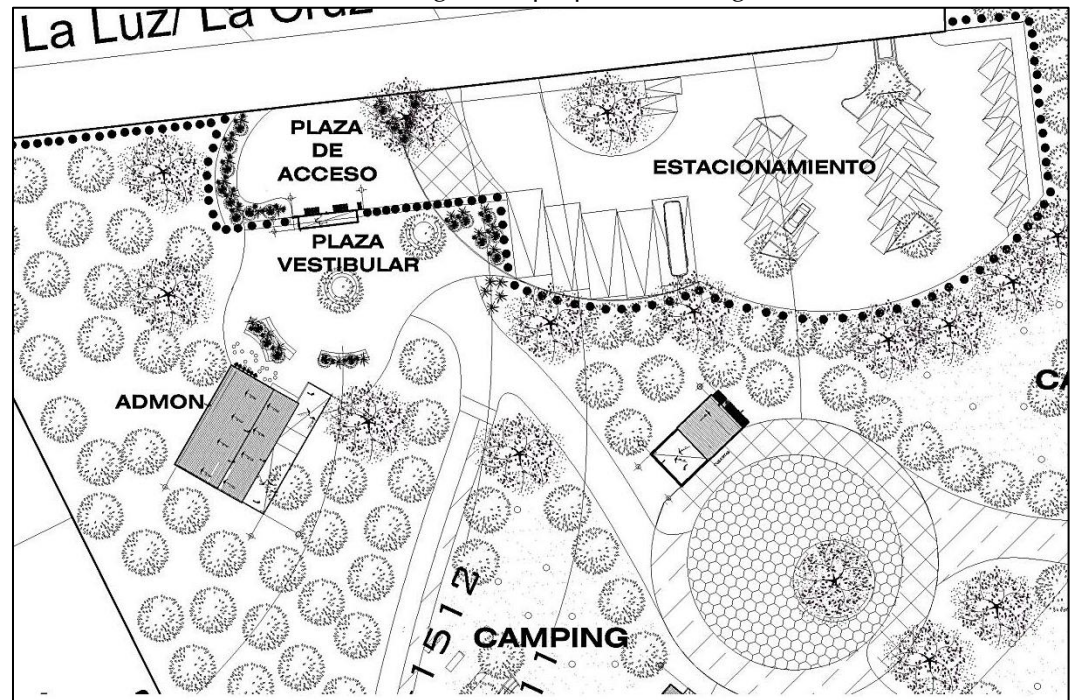 La Luz/ La Cruz
PLAZA
DE
ACCESO
ESTACIONAMIENTO
PLAZA
VESTIBULAR
ADMON.
1512
CAMPING